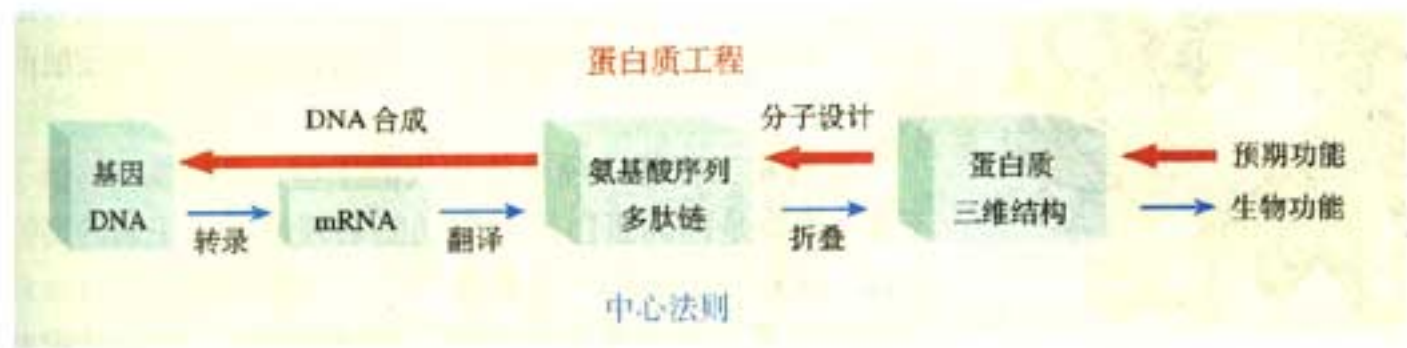 蛋白质工程
DNA 合成
分子设计
基因
DNA
转录
mRNA
翻译
氨基酸序列
多肽链
折叠
蛋白质
三维结构
预期功能
生物功能
中心法则